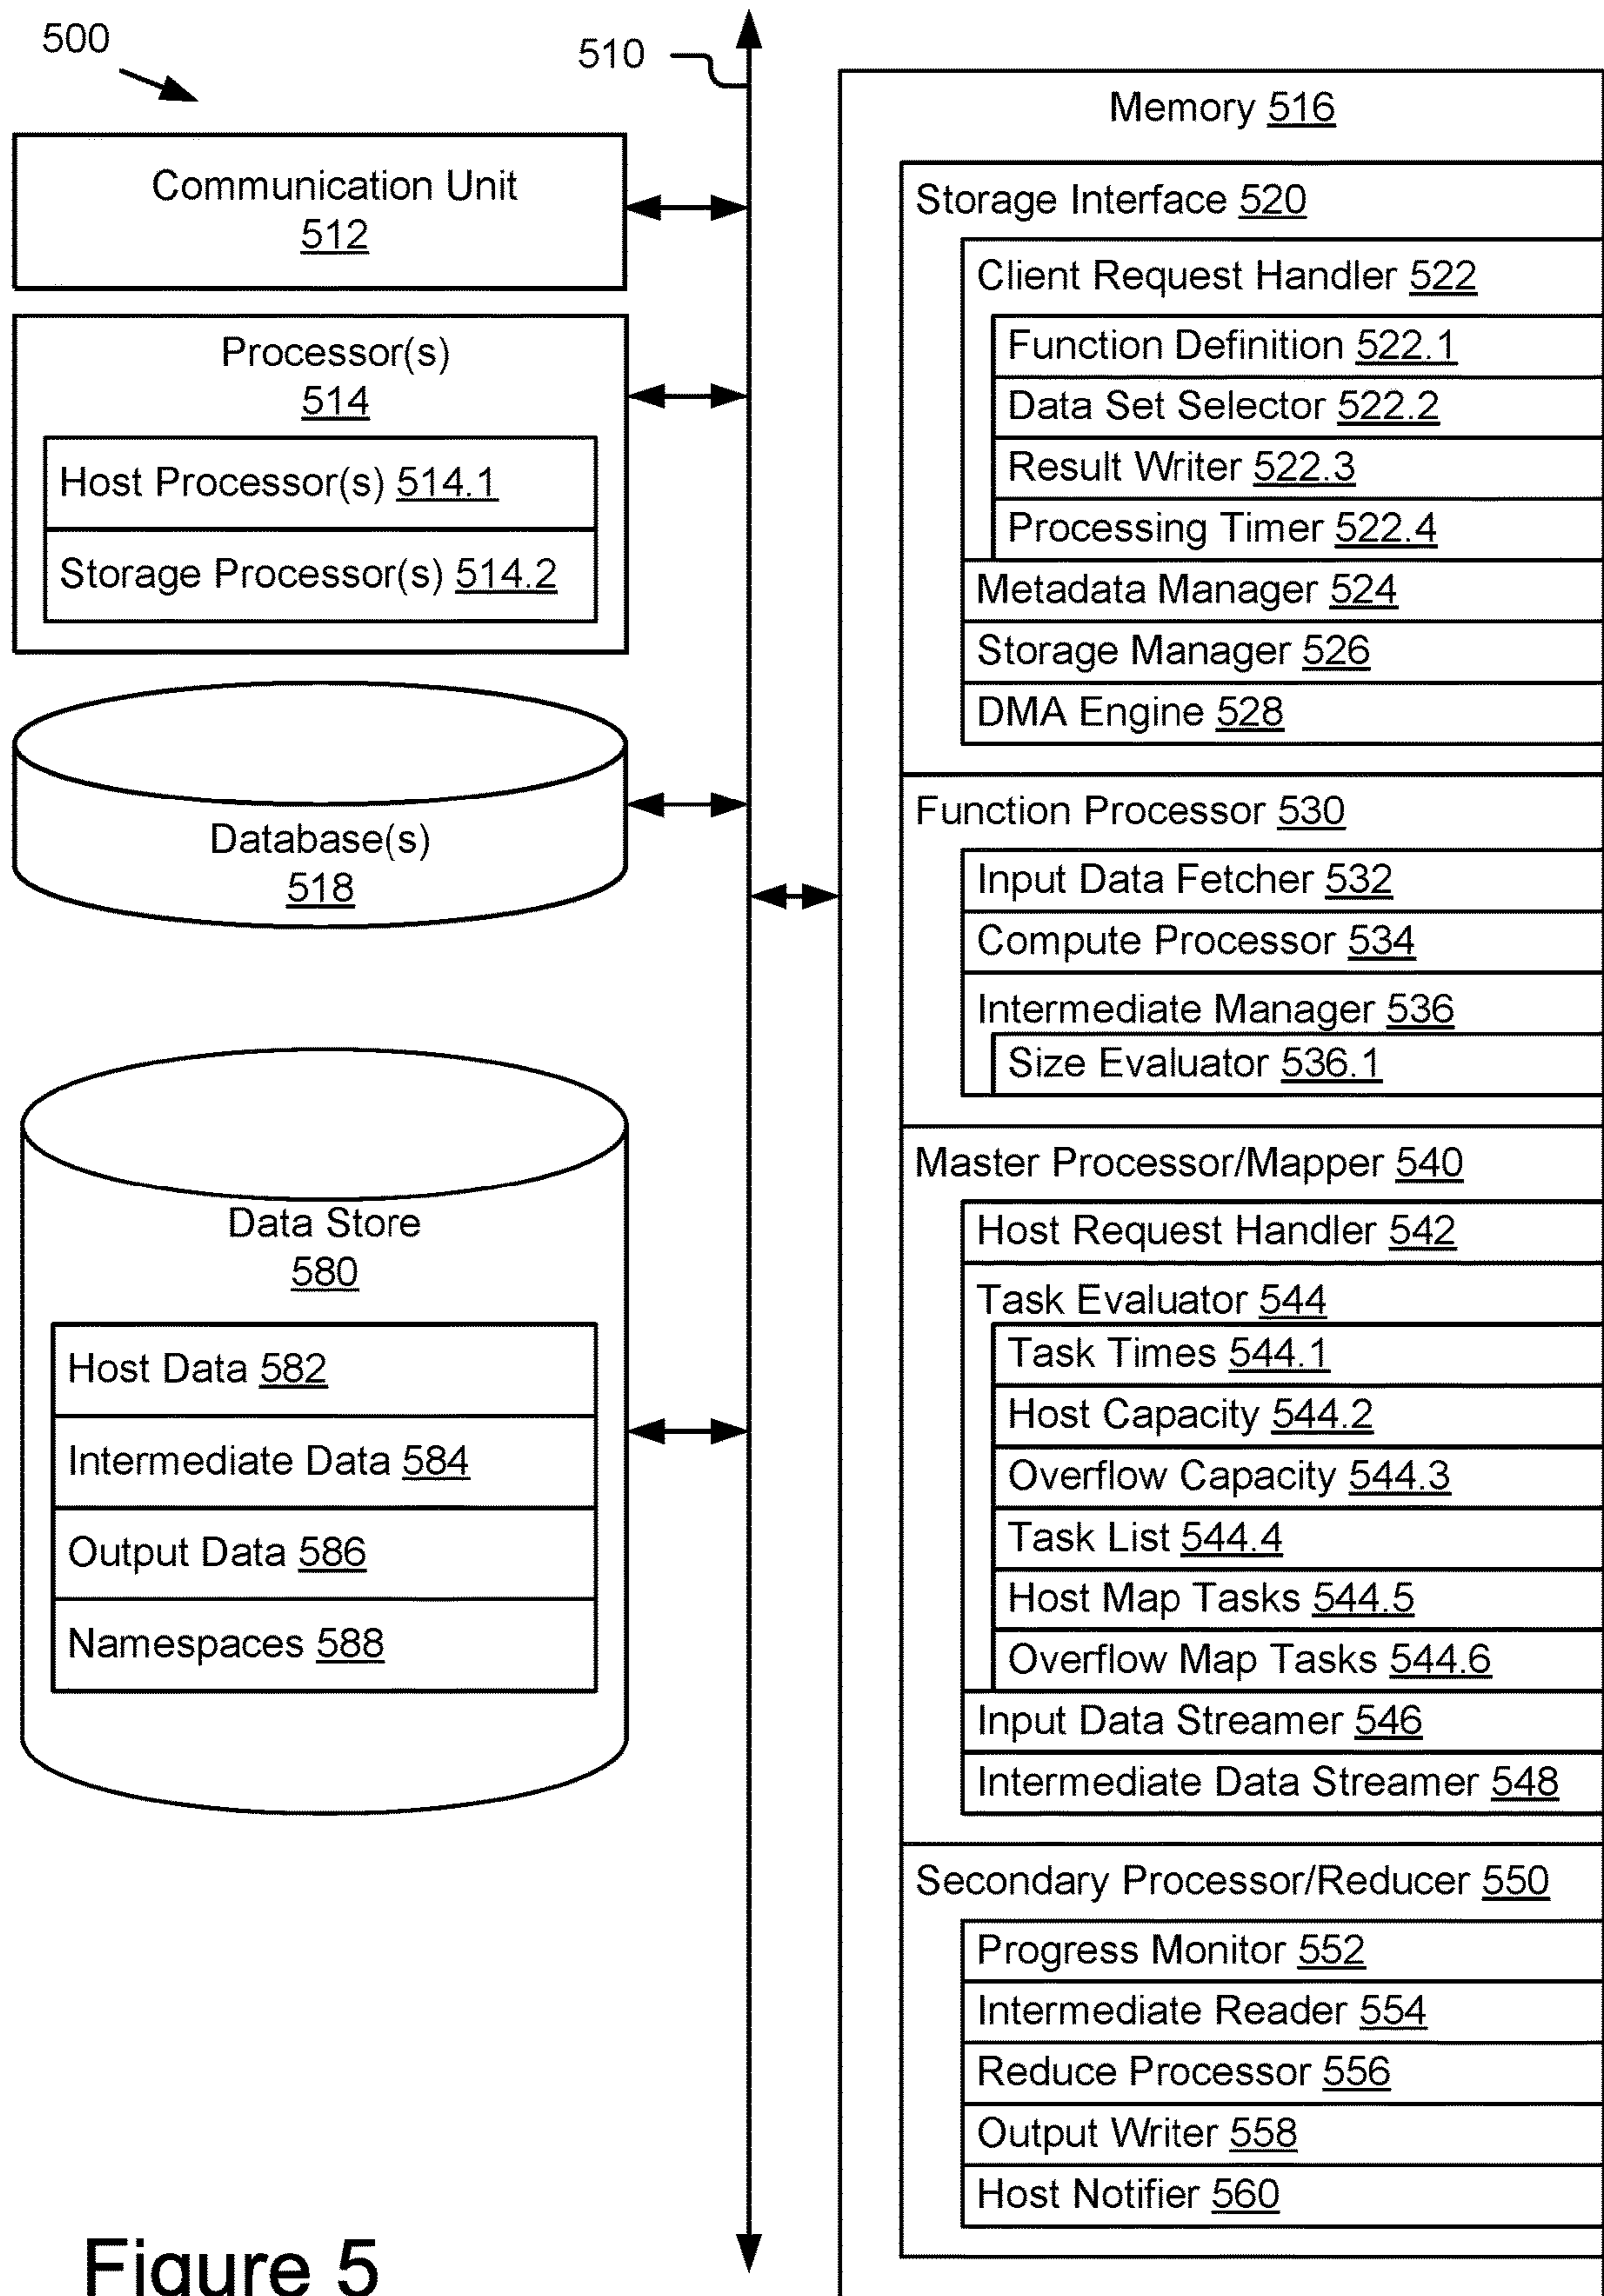 500
510
Communication Unit
512
Processor(s)
514
Host Processor(s) 514.1
Storage Processor(s) 514.2
Database(s)
518
Data Store
580
Host Data 582
Intermediate Data 584
Output Data 586
Namespaces 588
Memory 516
Storage Interface 520
Client Request Handler 522
Function Definition 522.1
Data Set Selector 522.2
Result Writer 522.3
Processing Timer 522.4
Metadata Manager 524
Storage Manager 526
DMA Engine 528
Function Processor 530
Input Data Fetcher 532
Compute Processor 534
Intermediate Manager 536
Size Evaluator 536.1
Master Processor/Mapper 540
Host Request Handler 542
Task Evaluator 544
Task Times 544.1
Host Capacity 544.2
Overflow Capacity 544.3
Task List 544.4
Host Map Tasks 544.5
Overflow Map Tasks 544.6
Input Data Streamer 546
Intermediate Data Streamer 548
Secondary Processor/Reducer 550
Progress Monitor 552
Intermediate Reader 554
Reduce Processor 556
Output Writer 558
Host Notifier 560
Figure 5